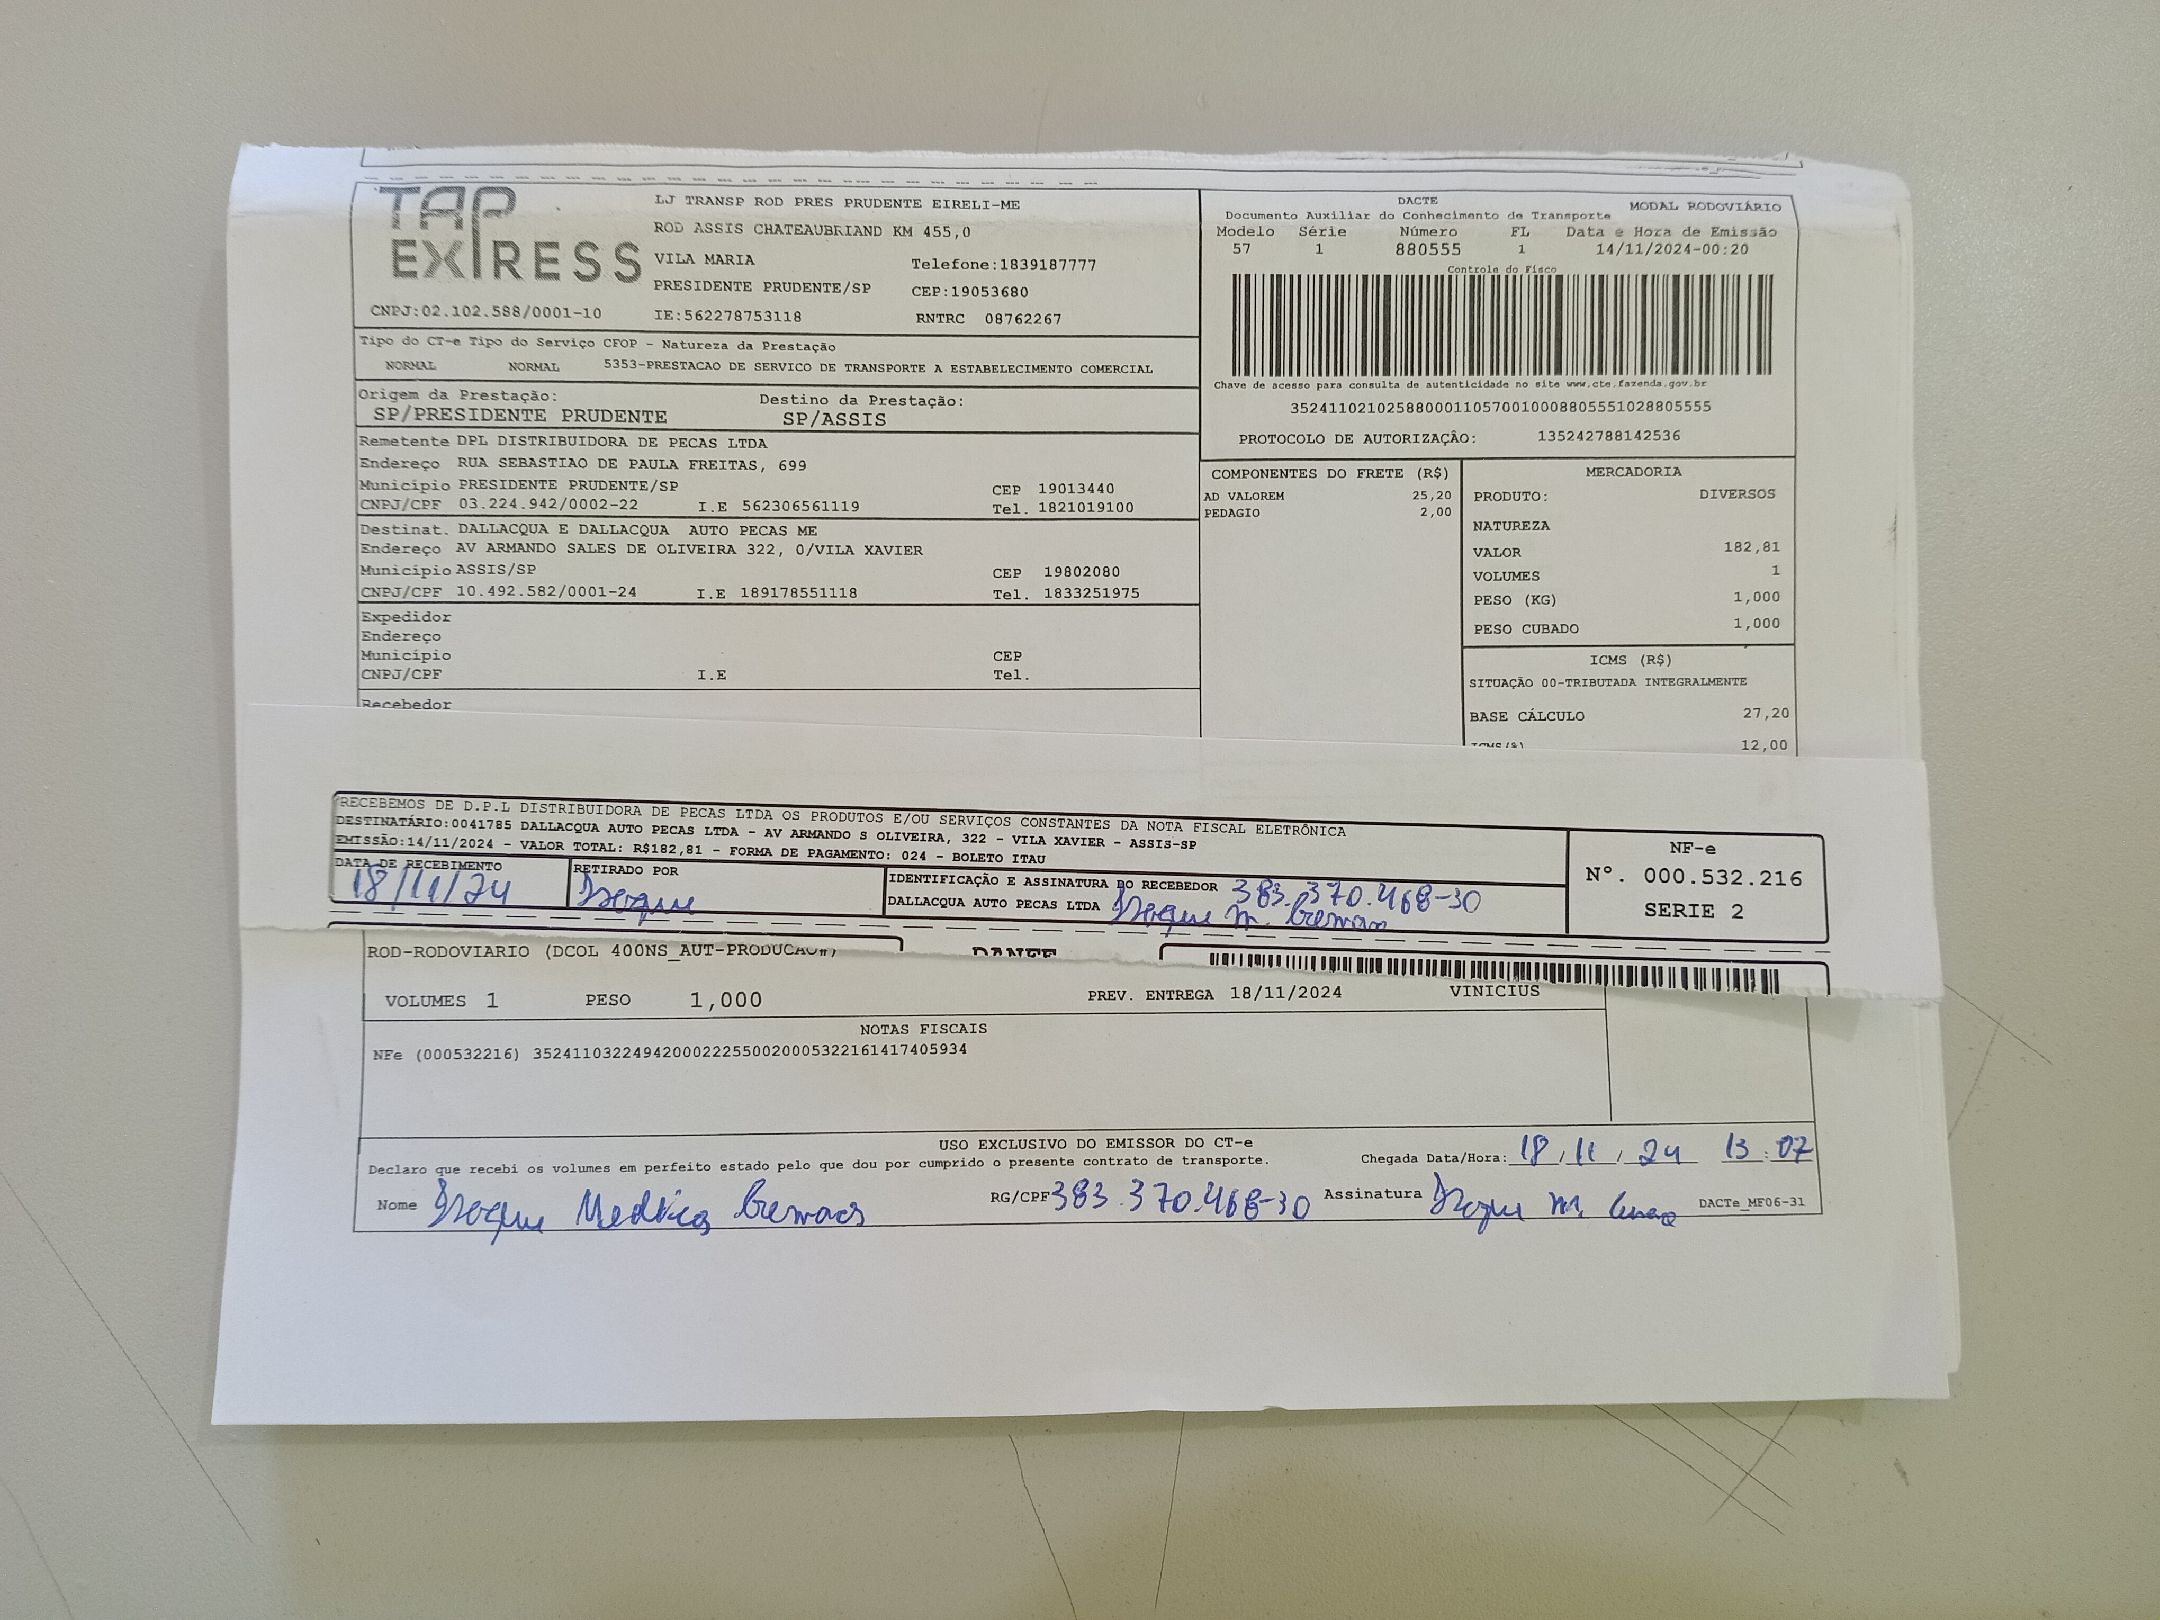 TAP EXPRESS
LJ TRANSP ROD PRES PRUDENTE EIRELI-ME
ROD ASSIS CHATEAUBRIAND KM 455,0
VILA MARIA Telefone:1839187777
PRESIDENTE PRUDENTE/SP CEP:19053680
CNPJ:02.102.588/0001-10 IE:562278753118 RNTRC 08762267
DACTE MODAL RODOVIÁRIO
Documento Auxiliar do Conhecimento de Transporte
Modelo Série Número FL Data e Hora de Emissão
57 1 880555 1 14/11/2024-00:20
Controle do Fisco
Chave de acesso para consulta de autenticidade no site www.cte.fazenda.gov.br
35241102102588000110570010008805551028805555
PROTOCOLO DE AUTORIZAÇÃO: 135242788142536
Tipo do CT-e Tipo do Serviço CFOP - Natureza da Prestação
NORMAL NORMAL 5353-PRESTACAO DE SERVICO DE TRANSPORTE A ESTABELECIMENTO COMERCIAL
Origem da Prestação: Destino da Prestação:
SP/PRESIDENTE PRUDENTE SP/ASSIS
Remetente DPL DISTRIBUIDORA DE PECAS LTDA
Endereço RUA SEBASTIAO DE PAULA FREITAS, 699
Município PRESIDENTE PRUDENTE/SP CEP 19013440
CNPJ/CPF 03.224.942/0002-22 I.E 562306561119 Tel. 1821019100
Destinat. DALLACQUA E DALLACQUA AUTO PECAS ME
Endereço AV ARMANDO SALES DE OLIVEIRA 322, 0/VILA XAVIER
Município ASSIS/SP CEP 19802080
CNPJ/CPF 10.492.582/0001-24 I.E 189178551118 Tel. 1833251975
Expedidor
Endereço
Município CEP
CNPJ/CPF I.E Tel.
Recebedor
COMPONENTES DO FRETE (R$)
AD VALOREM 25,20
PEDAGIO 2,00
MERCADORIA
PRODUTO: DIVERSOS
NATUREZA
VALOR 182,81
VOLUMES 1
PESO (KG) 1,000
PESO CUBADO 1,000
ICMS (R$)
SITUAÇÃO 00-TRIBUTADA INTEGRALMENTE
BASE CÁLCULO 27,20
ICMS(%) 12,00
RECEBEMOS DE D.P.L DISTRIBUIDORA DE PECAS LTDA OS PRODUTOS E/OU SERVIÇOS CONSTANTES DA NOTA FISCAL ELETRÔNICA
DESTINATÁRIO:0041785 DALLACQUA AUTO PECAS LTDA - AV ARMANDO S OLIVEIRA, 322 - VILA XAVIER - ASSIS-SP
EMISSÃO:14/11/2024 - VALOR TOTAL: R$182,81 - FORMA DE PAGAMENTO: 024 - BOLETO ITAU
DATA DE RECEBIMENTO RETIRADO POR IDENTIFICAÇÃO E ASSINATURA DO RECEBEDOR 383.370.468-30
18/11/24 DALLACQUA AUTO PECAS LTDA
NF-e
Nº. 000.532.216
SERIE 2
ROD-RODOVIARIO (DCOL 400NS_AUT-PRODUCAO#) DANFE
VOLUMES 1 PESO 1,000 PREV. ENTREGA 18/11/2024 VINICIUS
NOTAS FISCAIS
NFe (000532216) 35241103224942000222550020005322161417405934
USO EXCLUSIVO DO EMISSOR DO CT-e
Declaro que recebi os volumes em perfeito estado pelo que dou por cumprido o presente contrato de transporte. Chegada Data/Hora: 18/11/24 13:07
Nome RG/CPF 383.370.468-30 Assinatura DACTe_MF06-31